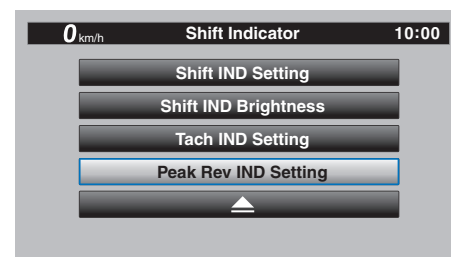 0 km/h Shift Indicator 10:00
Shift IND Setting
Shift IND Brightness
Tach IND Setting
Peak Rev IND Setting